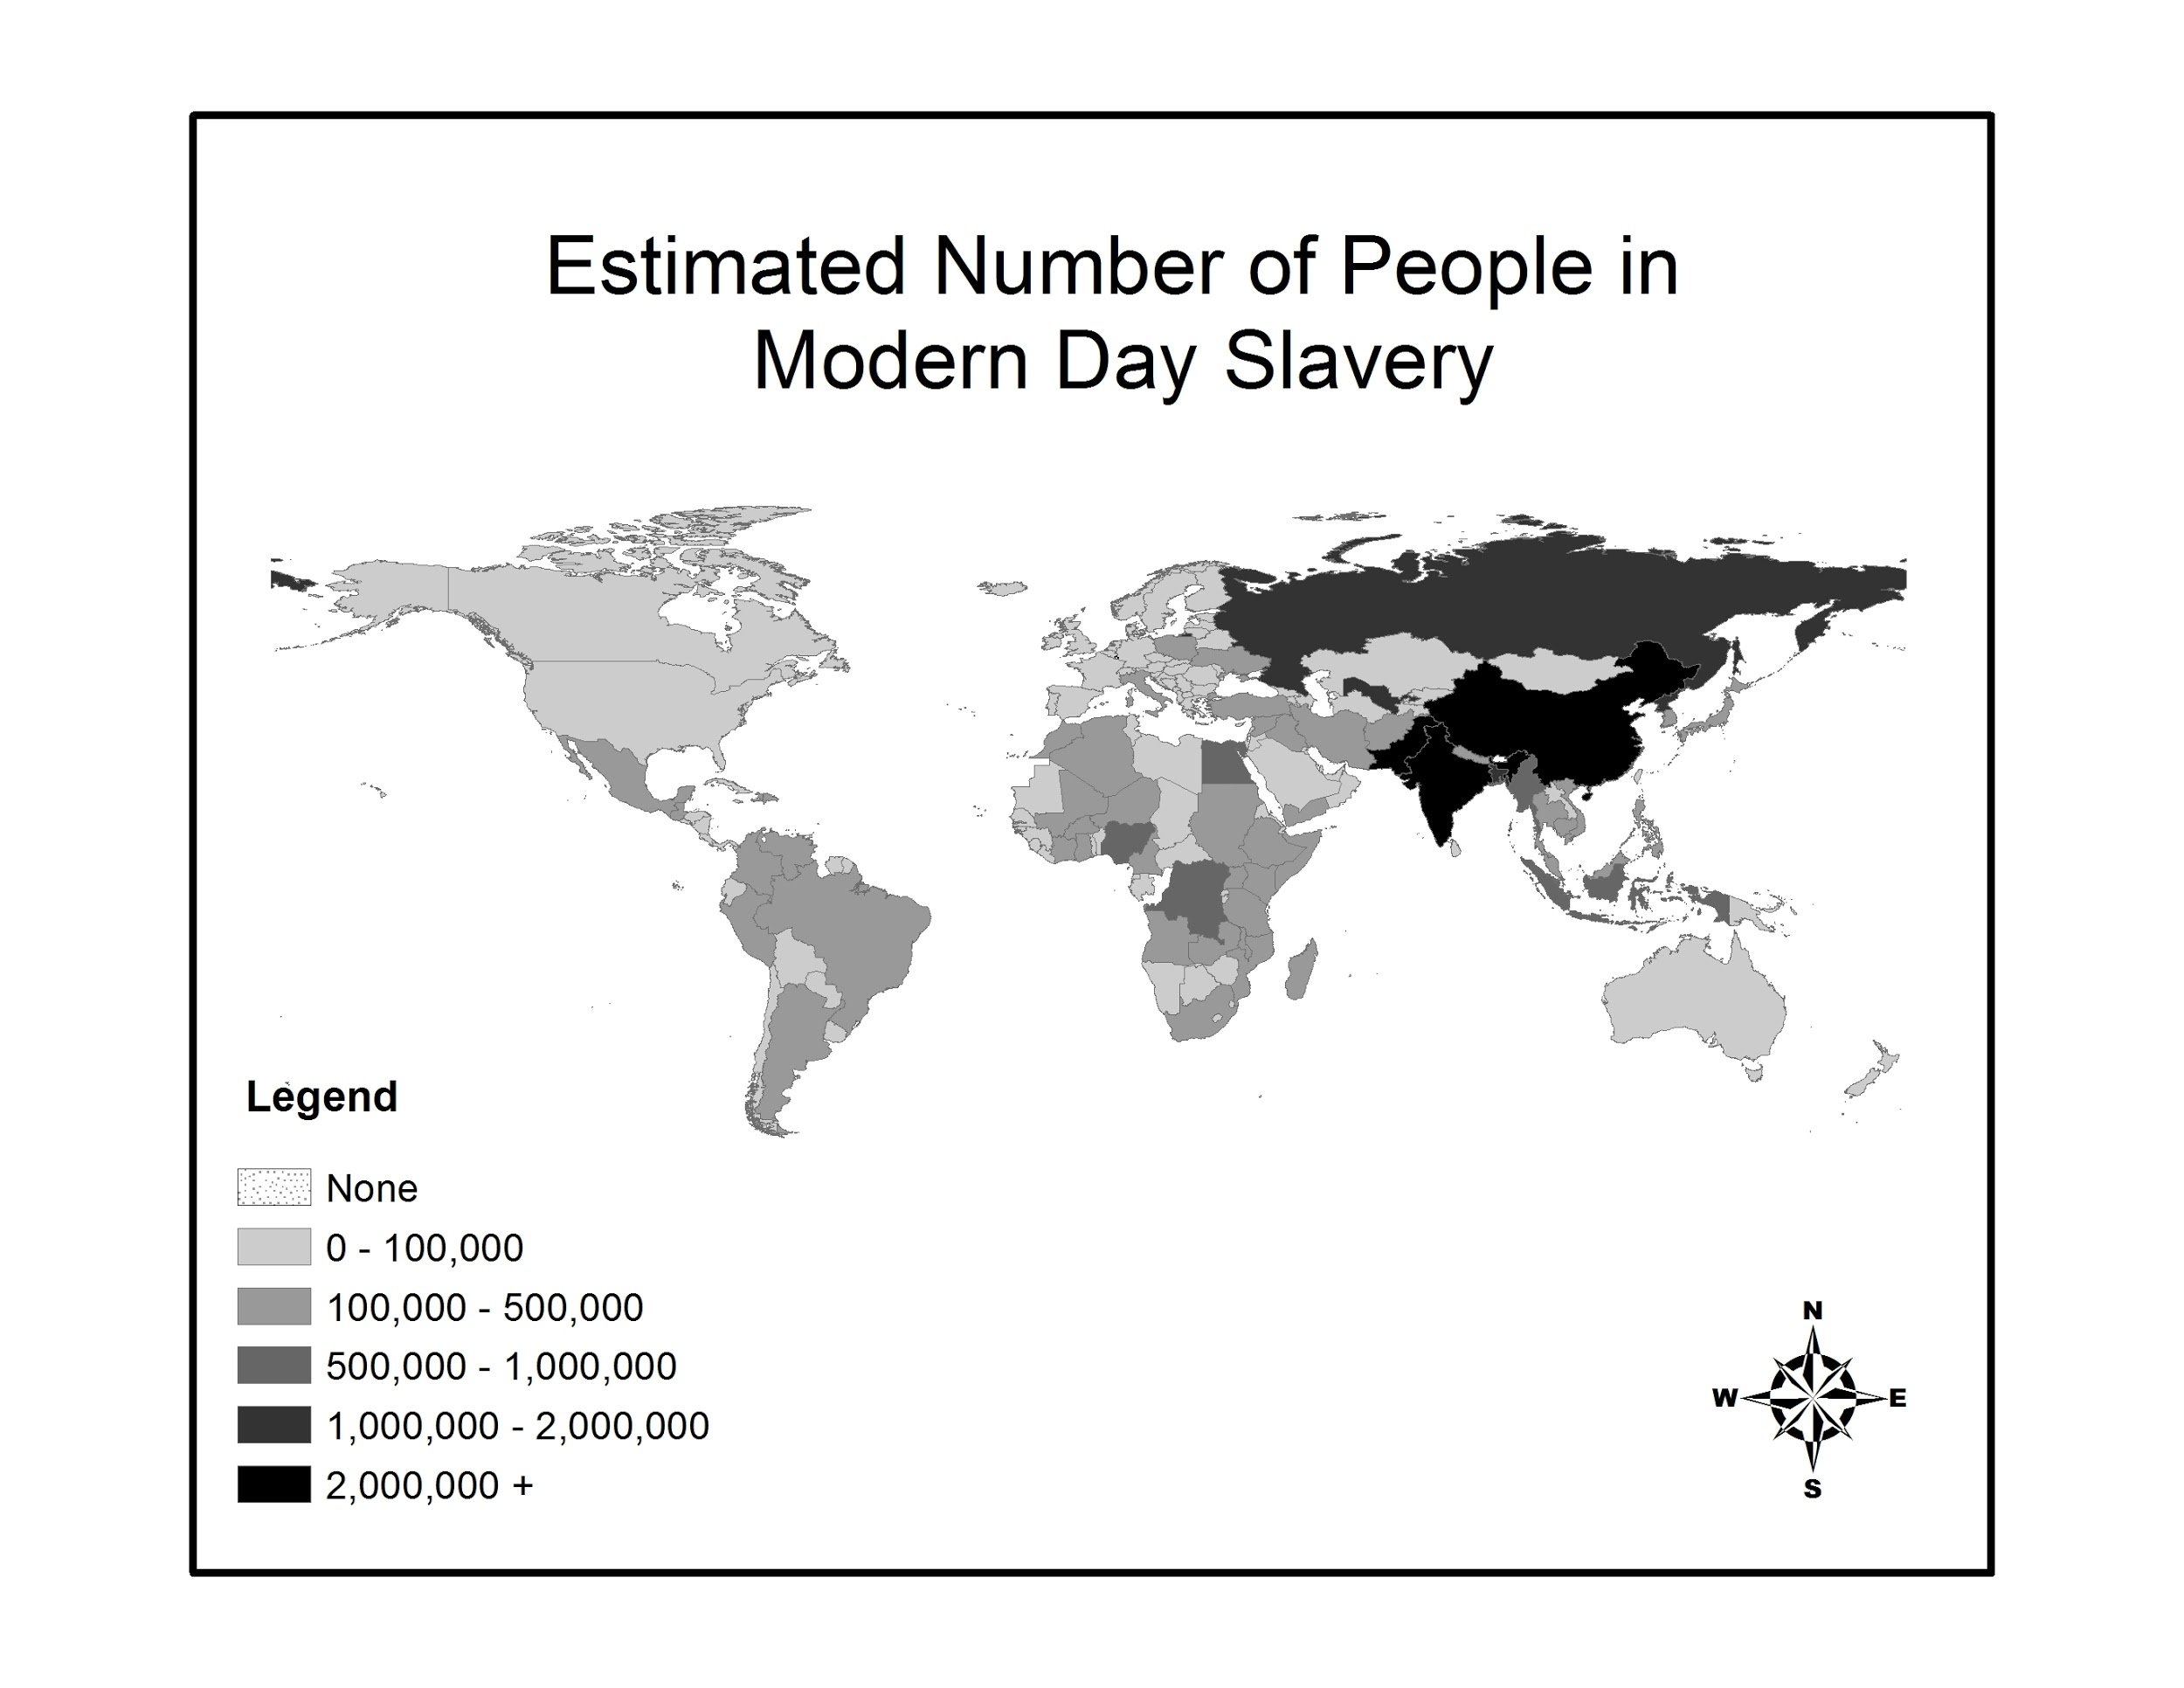 Estimated Number of People in
Modern Day Slavery
Legend
None
0 - 100,000
100,000 - 500,000
500,000 - 1,000,000
1,000,000 - 2,000,000
2,000,000 +
N
W E
S